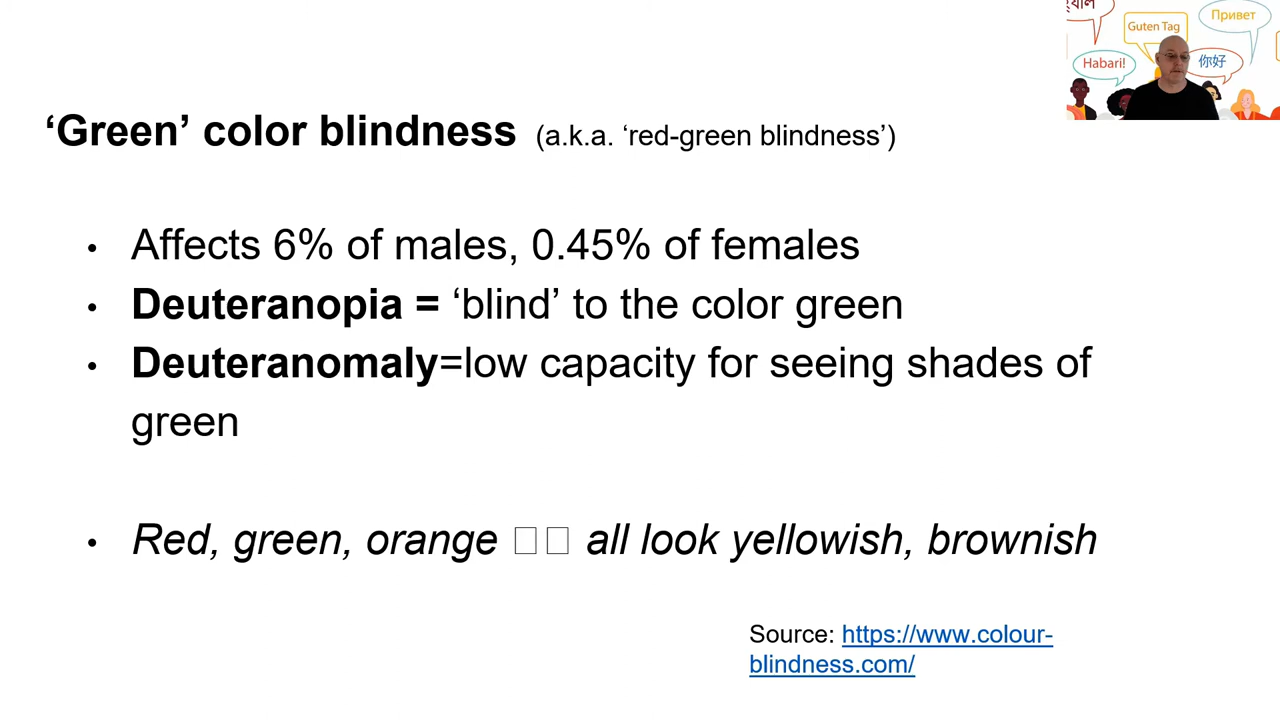 Guten Tag
Привет
Habari!
你好
‘Green’ color blindness (a.k.a. ‘red-green blindness’)
• Affects 6% of males, 0.45% of females
• Deuteranopia = ‘blind’ to the color green
• Deuteranomaly=low capacity for seeing shades of
green
• Red, green, orange □□ all look yellowish, brownish
Source: https://www.colour-
blindness.com/